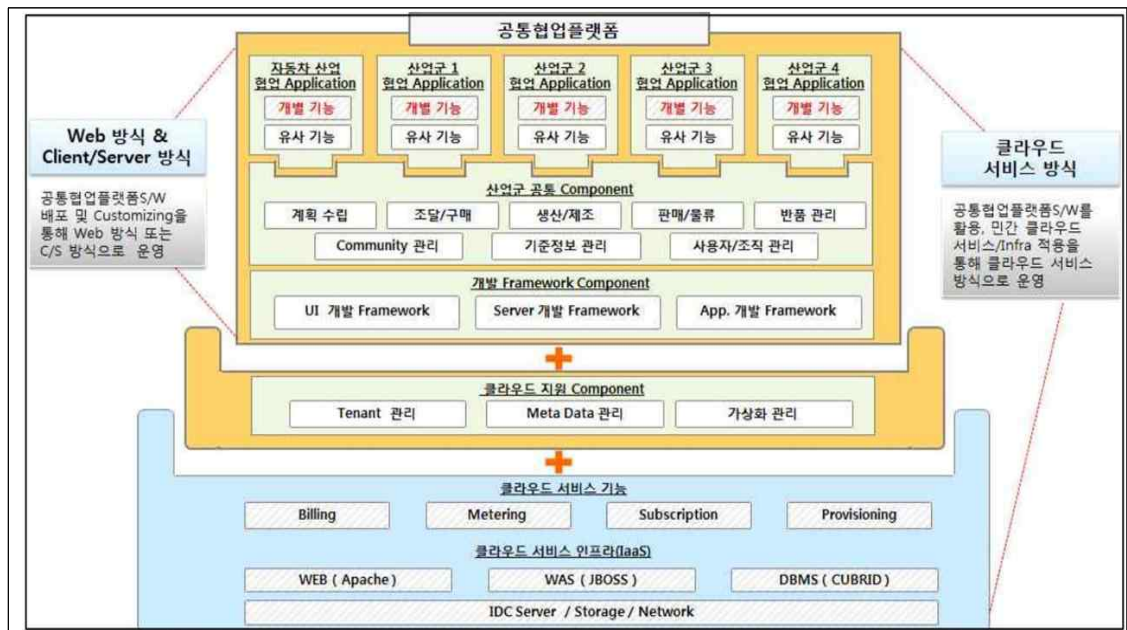 공통협업플랫폼
자동차 산업
협업 Application
산업군 1
협업 Application
산업군 2
협업 Application
산업군 3
협업 Application
산업군 4
협업 Application
개별 기능
개별 기능
개별 기능
개별 기능
개별 기능
유사 기능
유사 기능
유사 기능
유사 기능
유사 기능
Web 방식 &
Client/Server 방식
공통협업플랫폼S/W
배포 및 Customizing을
통해 Web 방식 또는
C/S 방식으로 운영
클라우드
서비스 방식
공통협업플랫폼S/W를
활용, 민간 클라우드
서비스/Infra 적용을
통해 클라우드 서비스
방식으로 운영
산업군 공통 Component
계획 수립
조달/구매
생산/제조
판매/물류
반품 관리
Community 관리
기준정보 관리
사용자/조직 관리
개발 Framework Component
UI 개발 Framework
Server 개발 Framework
App. 개발 Framework
클라우드 지원 Component
Tenant 관리
Meta Data 관리
가상화 관리
클라우드 서비스 기능
Billing
Metering
Subscription
Provisioning
클라우드 서비스 인프라(IaaS)
WEB ( Apache )
WAS ( JBOSS )
DBMS ( CUBRID )
IDC Server / Storage / Network